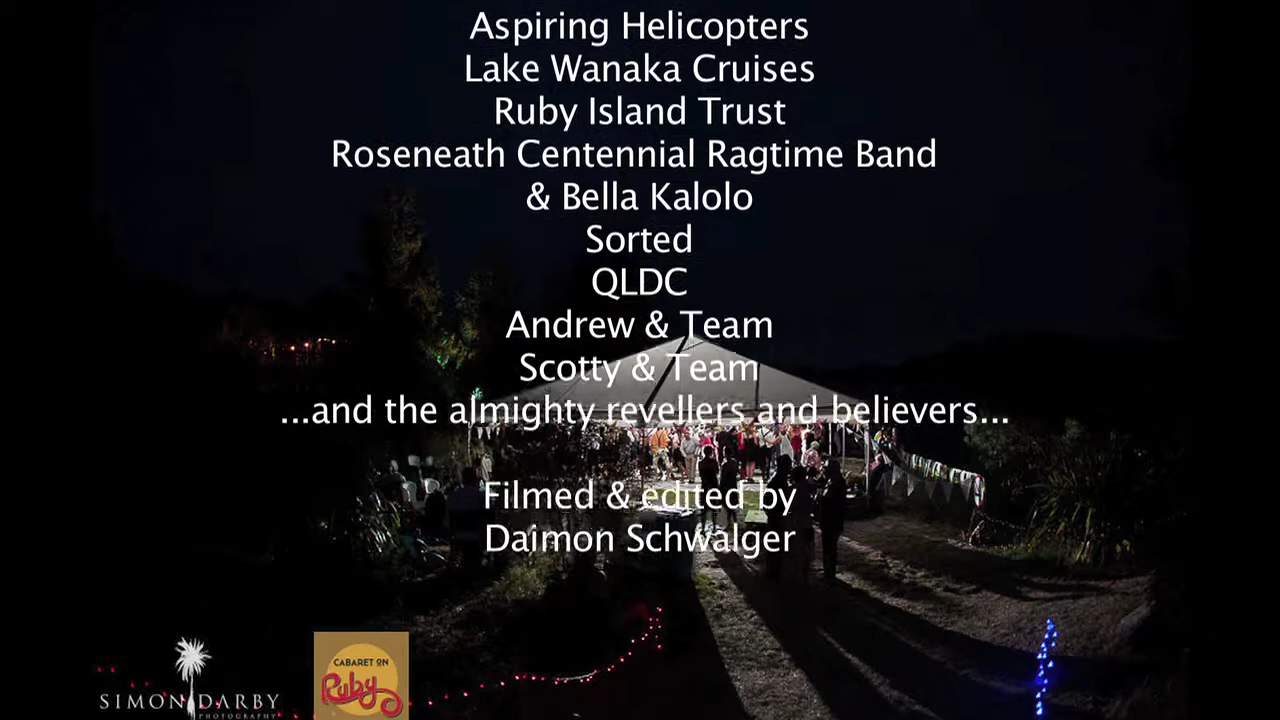 Aspiring Helicopters
Lake Wanaka Cruises
Ruby Island Trust
Roseneath Centennial Ragtime Band
& Bella Kalolo
Sorted
QLDC
Andrew & Team
Scotty & Team
...and the almighty revellers and believers...
Filmed & edited by
Daimon Schwalger
SIMON DARBY
PHOTOGRAPHY
CABARET ON
Ruby